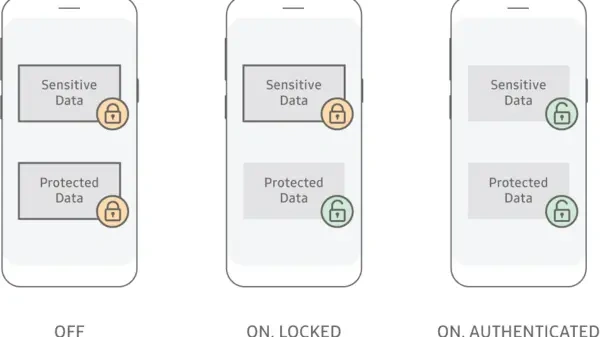 Sensitive
Data
Protected
Data
OFF
Sensitive
Data
Protected
Data
ON, LOCKED
Sensitive
Data
Protected
Data
ON, AUTHENTICATED